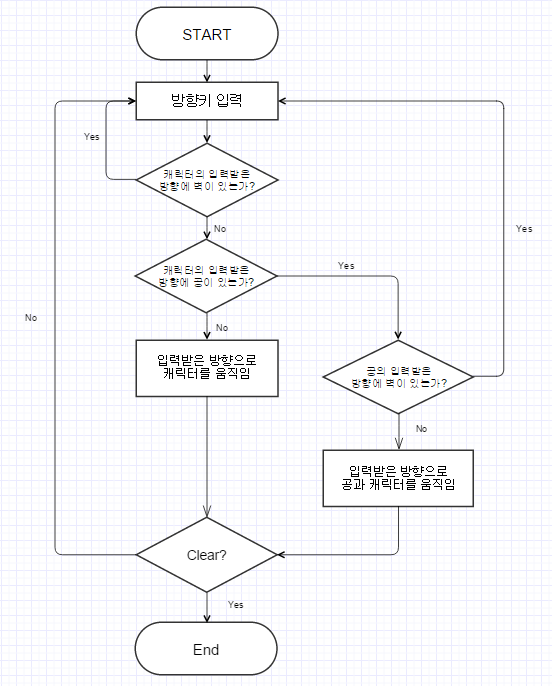 START
방향키 입력
Yes
캐릭터의 입력받은
방향에 벽이 있는가?
No
Yes
캐릭터의 입력받은
방향에 공이 있는가?
Yes
No
No
입력받은 방향으로
캐릭터를 움직임
공의 입력받은
방향에 벽이 있는가?
No
입력받은 방향으로
공과 캐릭터를 움직임
Clear?
Yes
End